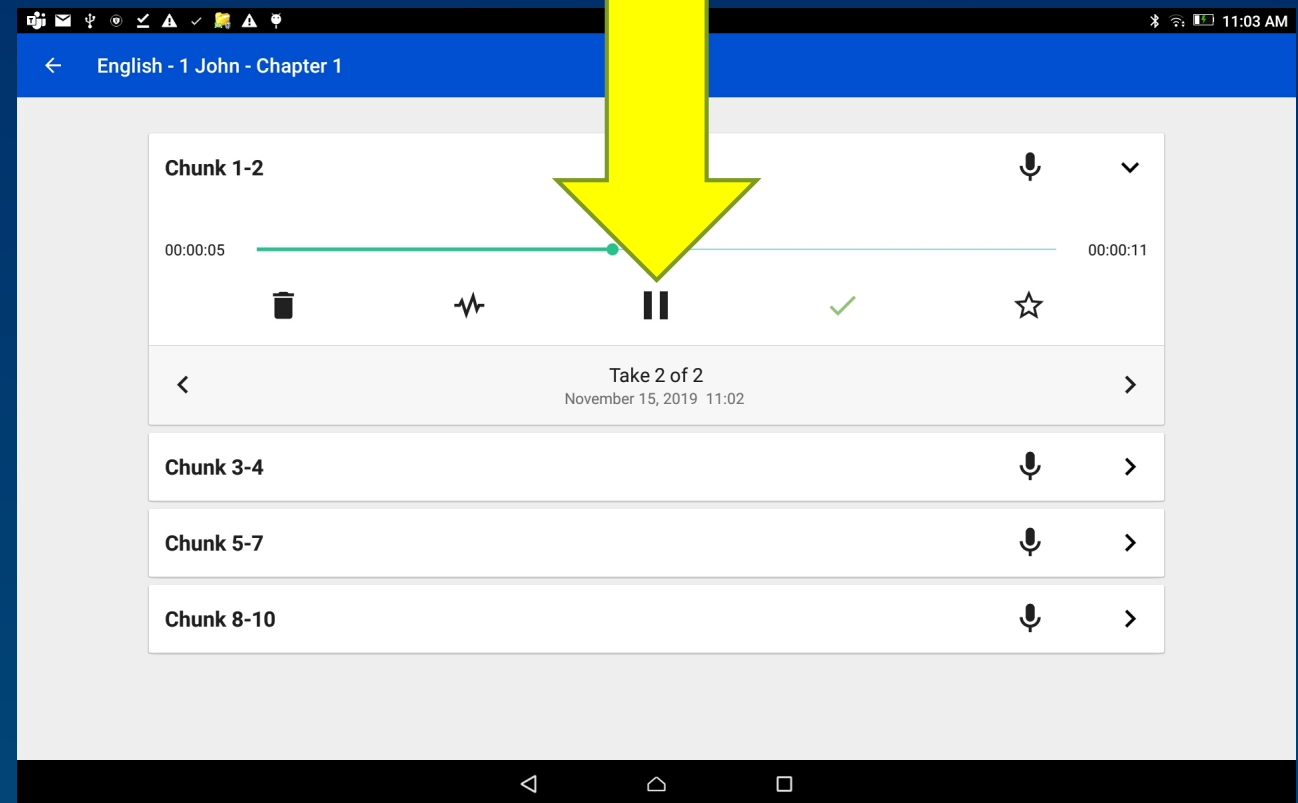 11:03 AM
English - 1 John - Chapter 1
Chunk 1-2
00:00:05 00:00:11
Take 2 of 2
November 15, 2019 11:02
Chunk 3-4
Chunk 5-7
Chunk 8-10